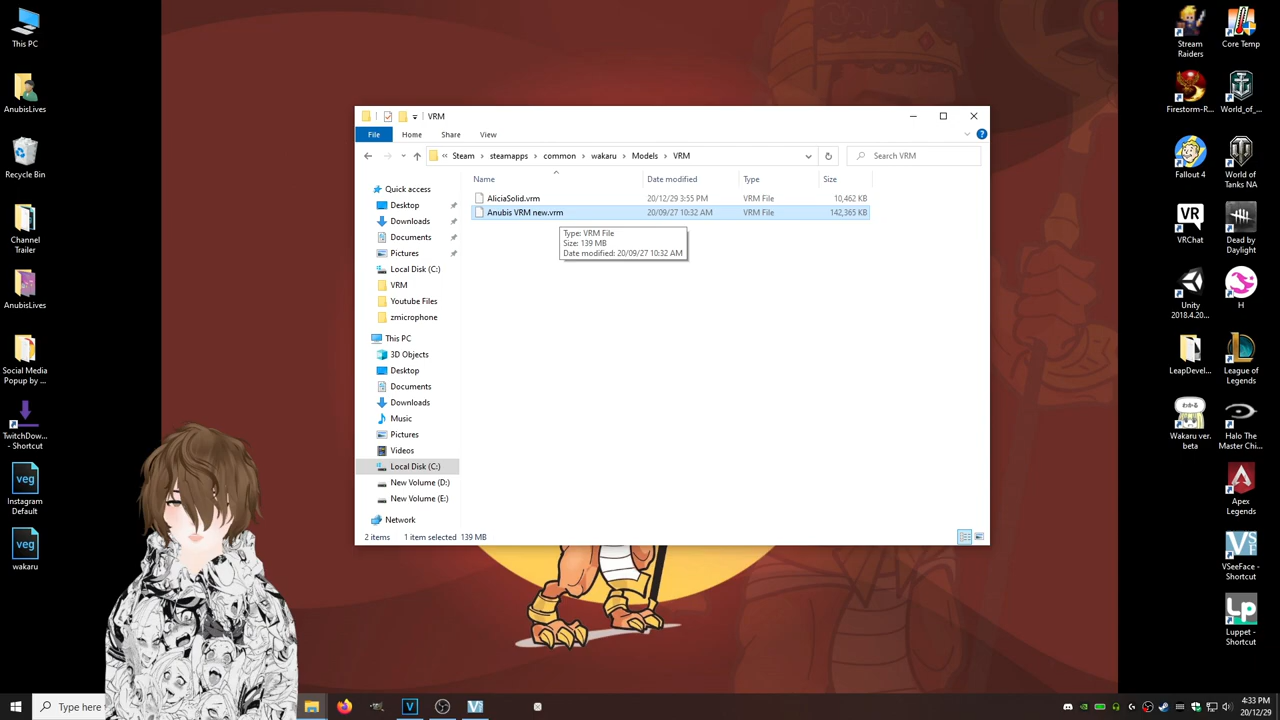 This PC
AnubisLives
Recycle Bin
Channel
Trailer
AnubisLives
Social Media
Popup by ...
TwitchDow...
- Shortcut
veg
Instagram
Default
veg
wakaru
VRM
File
Home
Share
View
Steam
steamapps
common
wakaru
Models
VRM
Search VRM
Name
Date modified
Type
Size
AliciaSolid.vrm
20/12/29 3:55 PM
VRM File
10,462 KB
Anubis VRM new.vrm
20/09/27 10:32 AM
VRM File
142,365 KB
Type: VRM File
Size: 139 MB
Date modified: 20/09/27 10:32 AM
Quick access
Desktop
Downloads
Documents
Pictures
Local Disk (C:)
VRM
Youtube Files
zmicrophone
This PC
3D Objects
Desktop
Documents
Downloads
Music
Pictures
Videos
Local Disk (C:)
New Volume (D:)
New Volume (E:)
Network
2 items
1 item selected
139 MB
Stream
Raiders
Core Temp
Firestorm-R...
World_of_...
Fallout 4
World of
Tanks NA
VR
VRChat
Dead by
Daylight
Unity
2018.4.20...
H
LeapDevel...
League of
Legends
わかる
Wakaru ver.
beta
Halo The
Master Chi...
Apex
Legends
VSeeFace -
Shortcut
Lp
Luppet -
Shortcut
Type here
4:33 PM
20/12/29